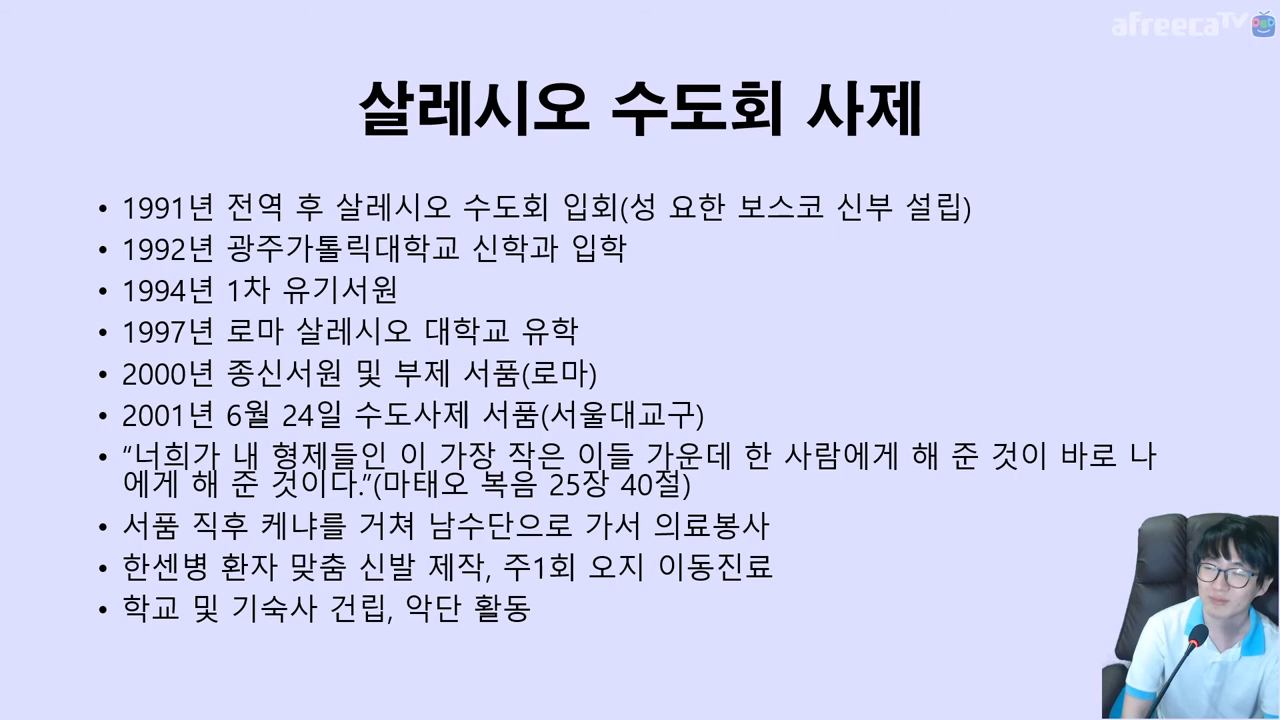 afreecaTV
살레시오 수도회 사제
• 1991년 전역 후 살레시오 수도회 입회(성 요한 보스코 신부 설립)
• 1992년 광주가톨릭대학교 신학과 입학
• 1994년 1차 유기서원
• 1997년 로마 살레시오 대학교 유학
• 2000년 종신서원 및 부제 서품(로마)
• 2001년 6월 24일 수도사제 서품(서울대교구)
• “너희가 내 형제들인 이 가장 작은 이들 가운데 한 사람에게 해 준 것이 바로 나
에게 해 준 것이다.”(마태오 복음 25장 40절)
• 서품 직후 케냐를 거쳐 남수단으로 가서 의료봉사
• 한센병 환자 맞춤 신발 제작, 주1회 오지 이동진료
• 학교 및 기숙사 건립, 악단 활동